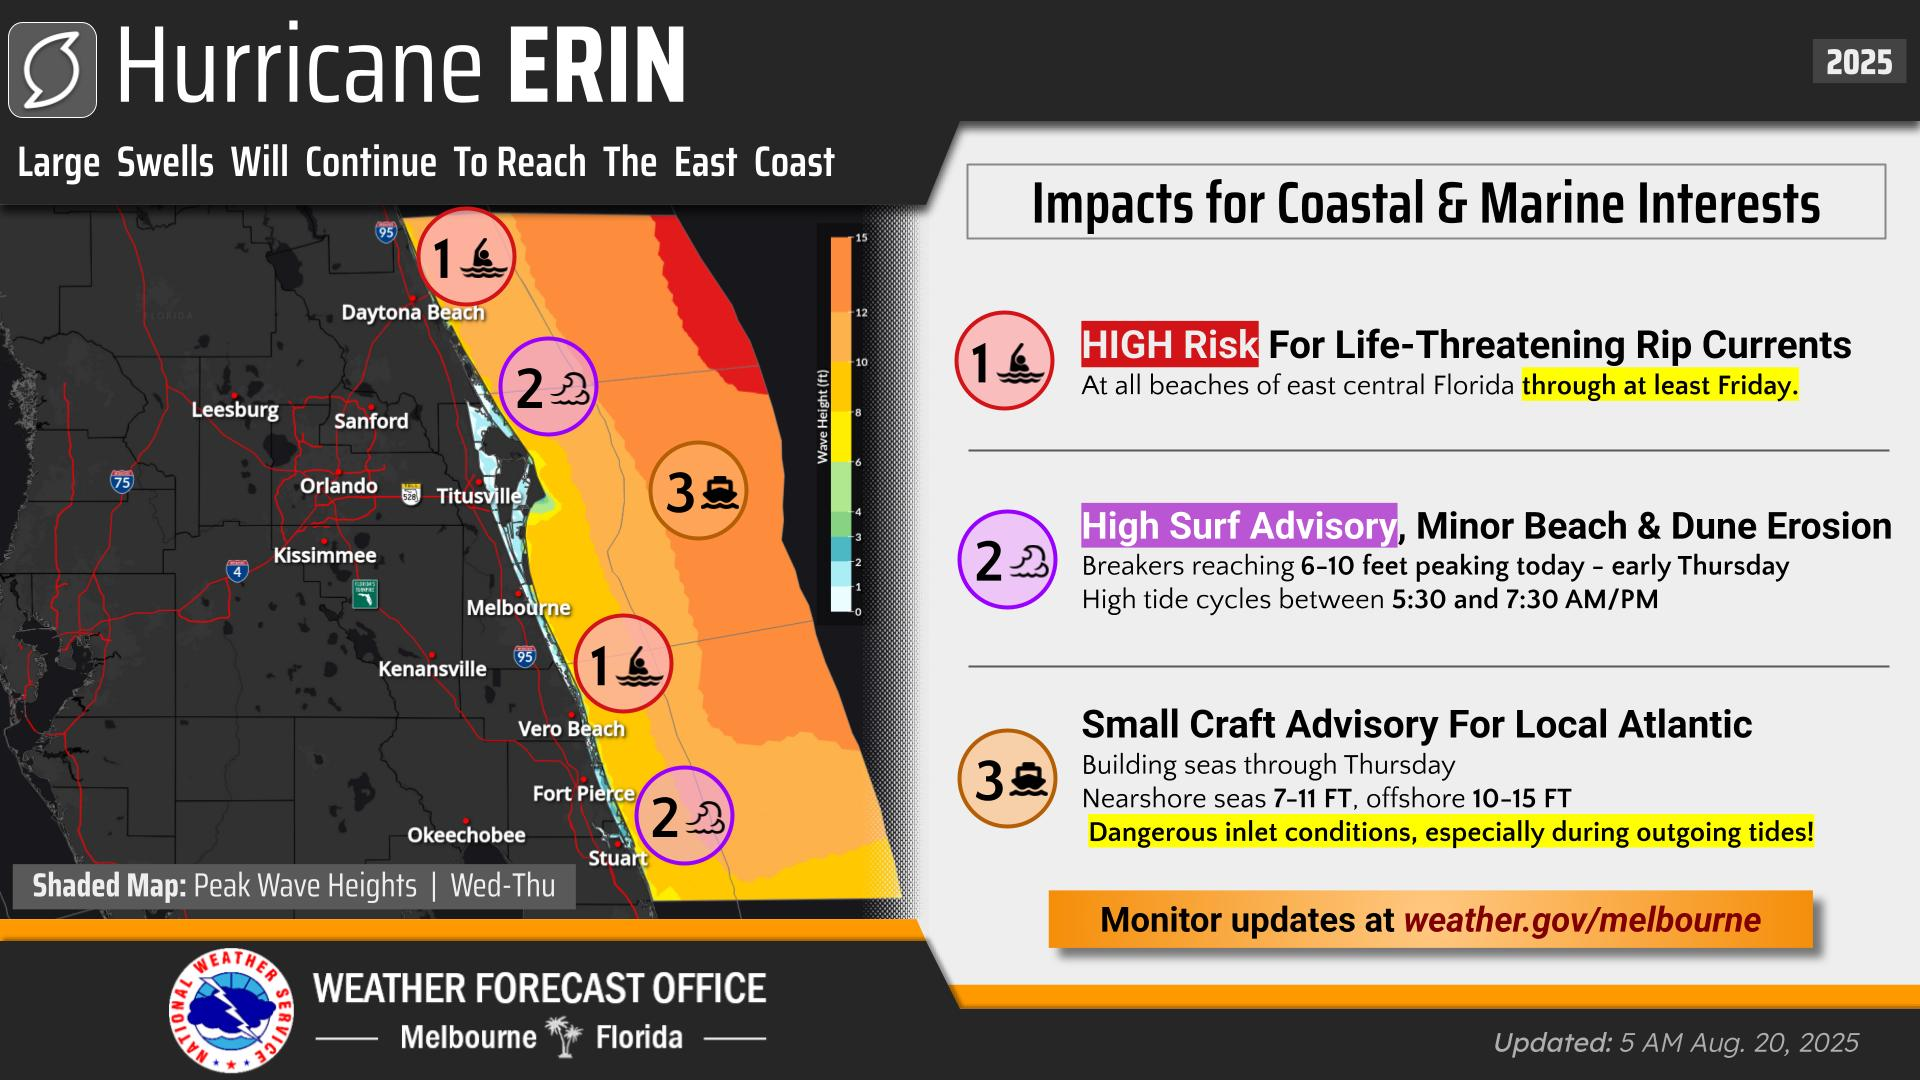 Hurricane ERIN
2025
Large Swells Will Continue To Reach The East Coast
Impacts for Coastal & Marine Interests
1
HIGH Risk For Life-Threatening Rip Currents
At all beaches of east central Florida through at least Friday.
2
High Surf Advisory, Minor Beach & Dune Erosion
Breakers reaching 6-10 feet peaking today - early Thursday
High tide cycles between 5:30 and 7:30 AM/PM
3
Small Craft Advisory For Local Atlantic
Building seas through Thursday
Nearshore seas 7-11 FT, offshore 10-15 FT
Dangerous inlet conditions, especially during outgoing tides!
Monitor updates at weather.gov/melbourne
95
1
Daytona Beach
FLORIDA
2
Leesburg
Sanford
3
75
Orlando
528
Titusville
Kissimmee
4
Melbourne
95
1
Kenansville
Vero Beach
Fort Pierce
2
Okeechobee
Stuart
Wave Height (ft)
15
12
10
8
6
4
3
2
1
0
Shaded Map: Peak Wave Heights | Wed-Thu
NATIONAL WEATHER SERVICE
WEATHER FORECAST OFFICE
Melbourne Florida
Updated: 5 AM Aug. 20, 2025